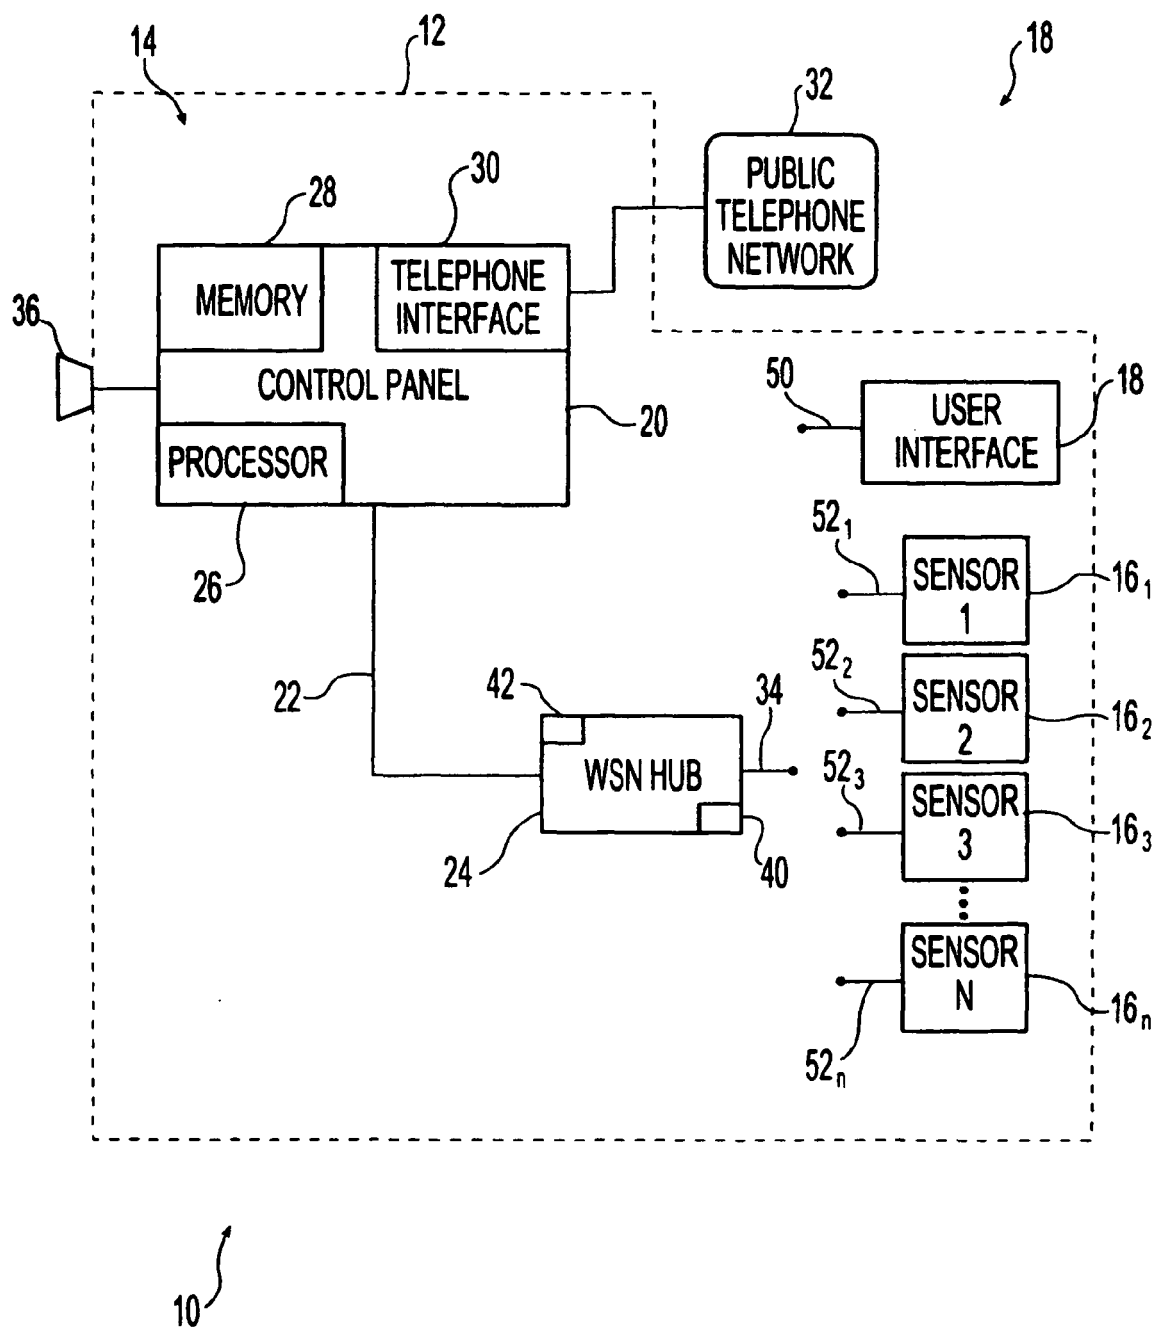 12
14
18
32
PUBLIC
TELEPHONE
NETWORK
30
28
MEMORY
TELEPHONE
INTERFACE
36
CONTROL PANEL
20
PROCESSOR
26
50
USER
INTERFACE
18
52₁
SENSOR
1
16₁
52₂
SENSOR
2
16₂
22
42
34
WSN HUB
24
40
52₃
SENSOR
3
16₃
SENSOR
N
16ₙ
52ₙ
10